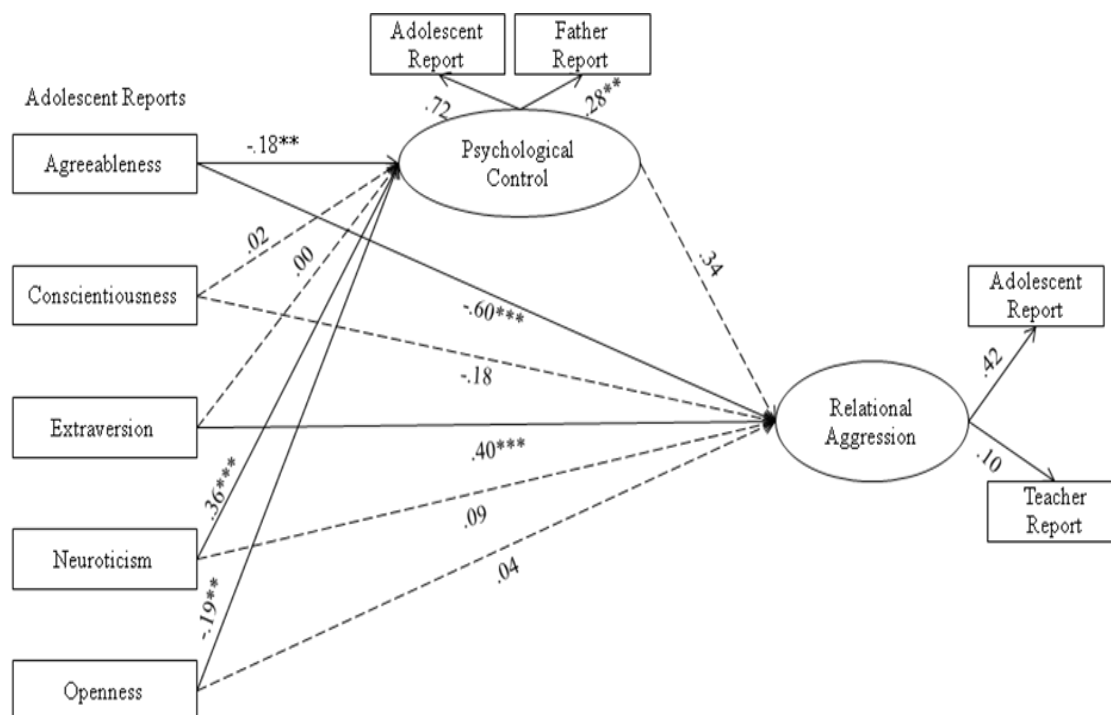 Adolescent
Report
Father
Report
Adolescent Reports
.72
.28**
Agreeableness
-.18**
Psychological
Control
.02
.00
.34
Conscientiousness
-.60***
Adolescent
Report
-.18
.42
Extraversion
.40***
Relational
Aggression
.10
.36***
.09
Teacher
Report
Neuroticism
.04
-.19**
Openness